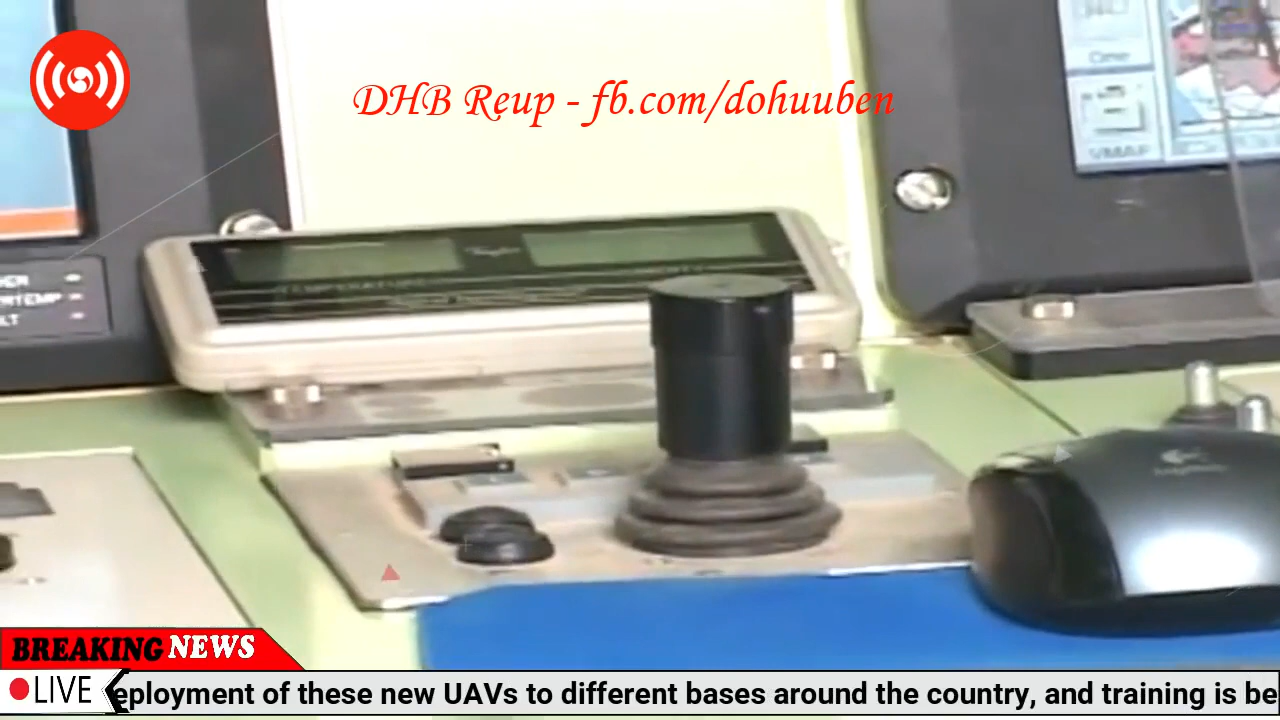 DHB Reup - fb.com/dohuuben
VMAP
BREAKING NEWS
LIVE
eployment of these new UAVs to different bases around the country, and training is be